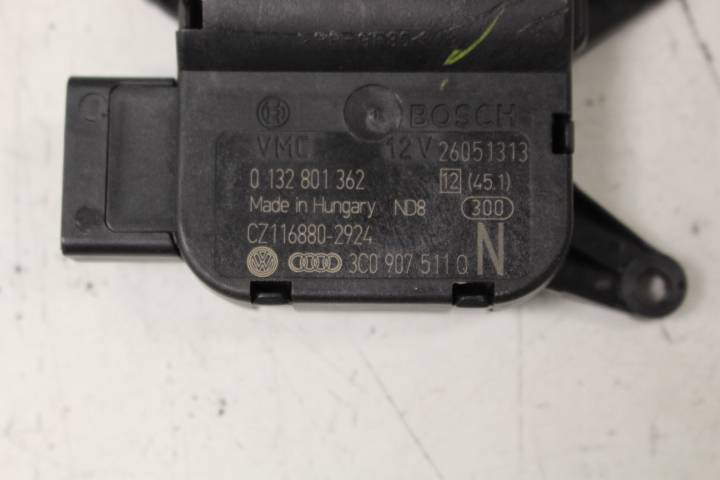 BOSCH
VMC 12V 26051313
0 132 801 362 12 (45.1)
Made in Hungary ND8 300
CZ116880-2924 N
3C0 907 511 Q